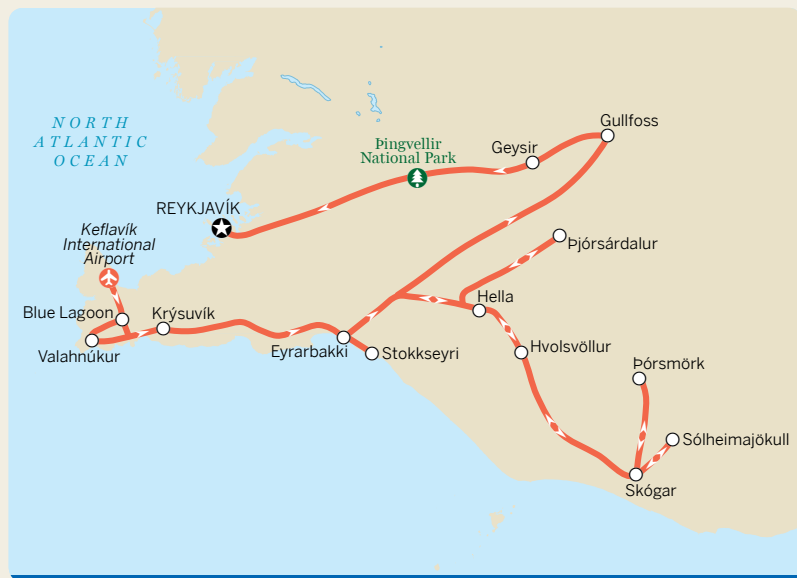 NORTH
ATLANTIC
OCEAN
Gullfoss
Þingvellir
National Park
Geysir
REYKJAVÍK
Keflavík
International
Airport
Þjórsárdalur
Blue Lagoon
Krýsuvík
Hella
Valahnúkur
Eyrarbakki
Stokkseyri
Hvolsvöllur
Þórsmörk
Sólheimajökull
Skógar